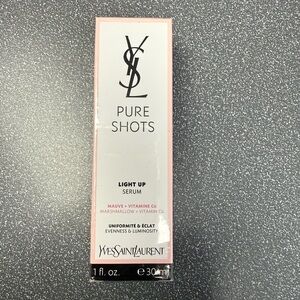 YSL
PURE
SHOTS
LIGHT UP
SERUM
MAUVE + VITAMINE CG
MARSHMALLOW + VITAMIN CG
UNIFORMITÉ & ÉCLAT
EVENNESS & LUMINOSITY
YVESSAINTLAURENT
1 fl. oz. ℮ 30 ml